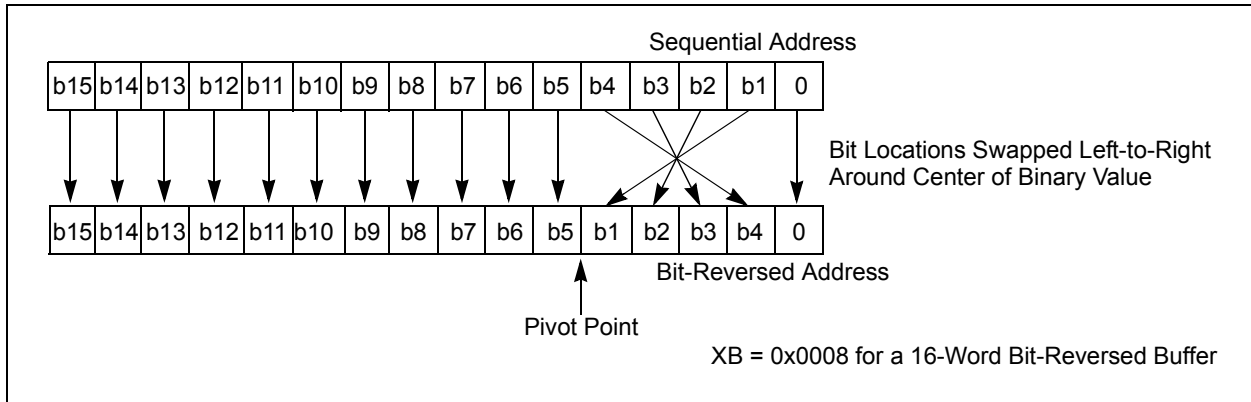 Sequential Address
b15 b14 b13 b12 b11 b10 b9 b8 b7 b6 b5 b4 b3 b2 b1 0
Bit Locations Swapped Left-to-Right
Around Center of Binary Value
b15 b14 b13 b12 b11 b10 b9 b8 b7 b6 b5 b1 b2 b3 b4 0
Bit-Reversed Address
Pivot Point
XB = 0x0008 for a 16-Word Bit-Reversed Buffer